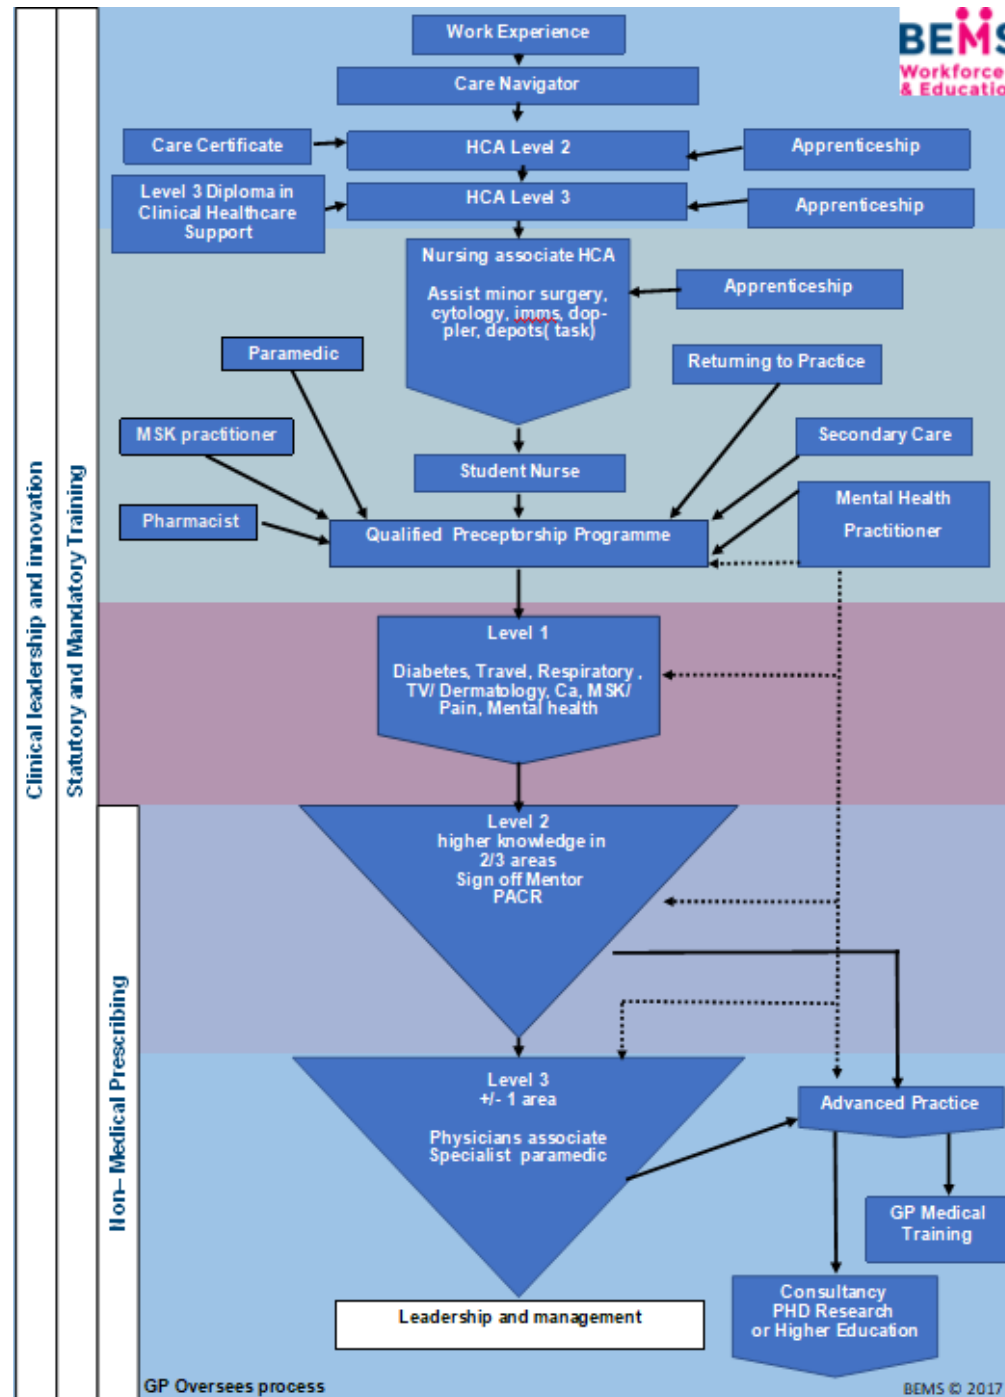 BEMS
Workforce
& Educatio
Work Experience
Care Navigator
Care Certificate
HCA Level 2
Apprenticeship
Level 3 Diploma in
Clinical Healthcare
Support
HCA Level 3
Apprenticeship
Nursing associate HCA
Assist minor surgery,
cytology, imms, dop-
pler, depots( task)
Apprenticeship
Paramedic
Returning to Practice
MSK practitioner
Secondary Care
Student Nurse
Mental Health
Practitioner
Pharmacist
Qualified Preceptorship Programme
Level 1
Diabetes, Travel, Respiratory ,
TV/ Dermatology, Ca, MSK/
Pain, Mental health
Level 2
higher knowledge in
2/3 areas
Sign off Mentor
PACR
Level 3
+/- 1 area
Physicians associate
Specialist paramedic
Advanced Practice
GP Medical
Training
Consultancy
PHD Research
or Higher Education
Leadership and management
Clinical leadership and innovation
Statutory and Mandatory Training
Non– Medical Prescribing
GP Oversees process
BEMS © 2017